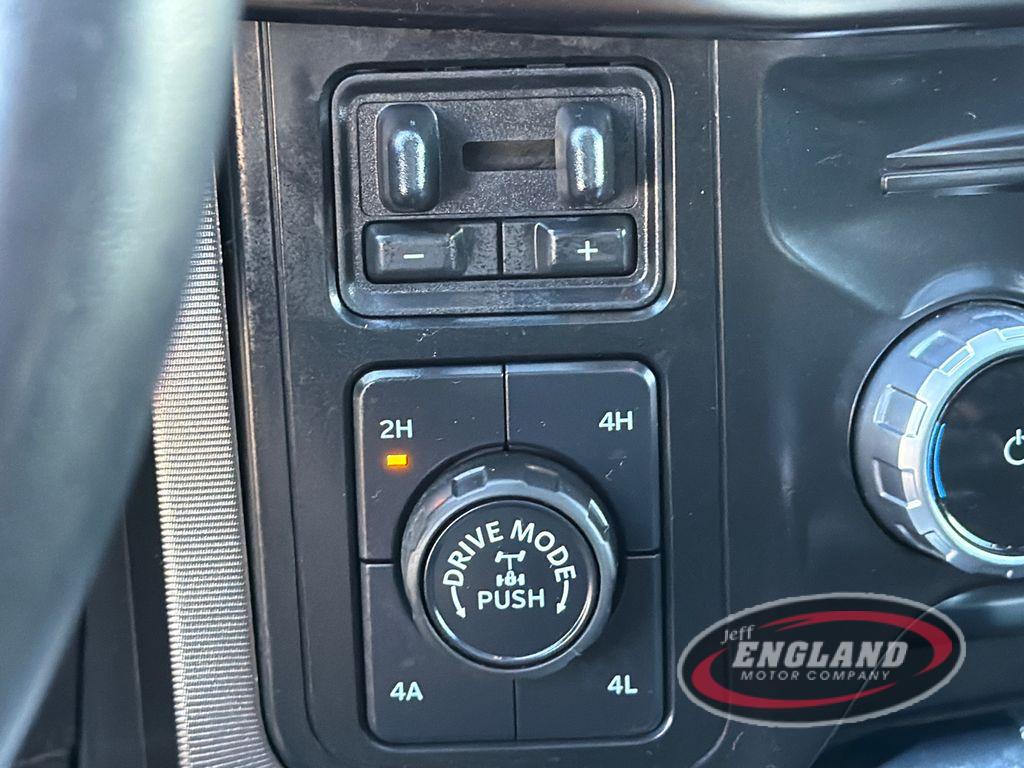 − +
2H 4H
DRIVE MODE
PUSH
4A 4L
Jeff
ENGLAND
MOTOR COMPANY